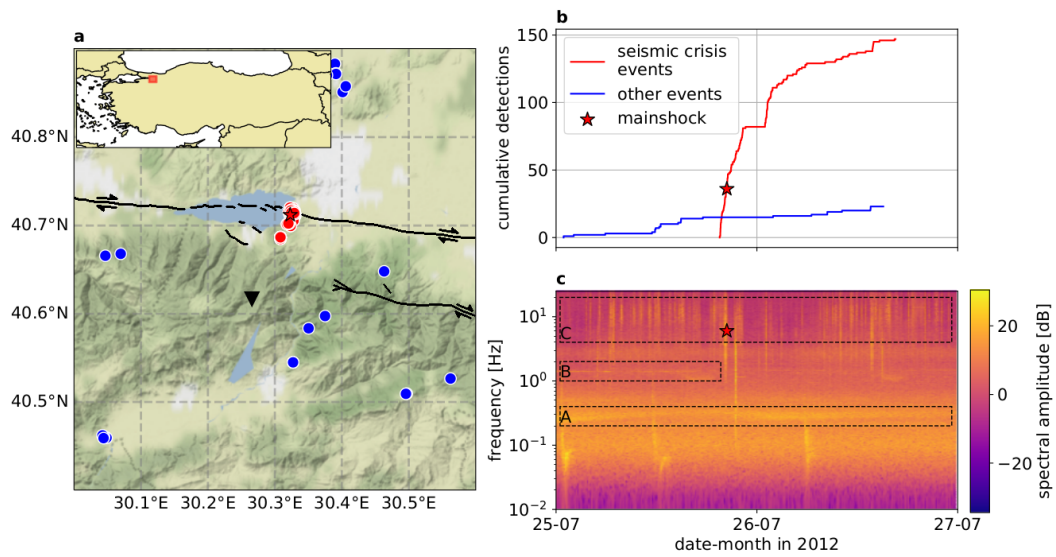 a
40.8°N
40.7°N
40.6°N
40.5°N
30.1°E
30.2°E
30.3°E
30.4°E
30.5°E
b
cumulative detections
150
100
50
0
seismic crisis
events
other events
mainshock
c
frequency [Hz]
10¹
10⁰
10⁻¹
10⁻²
C
B
A
25-07
26-07
27-07
date-month in 2012
20
0
−20
spectral amplitude [dB]